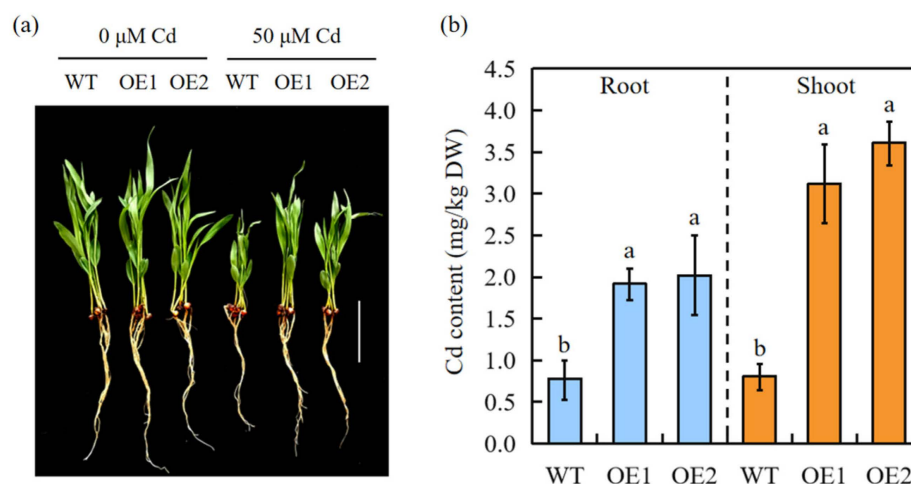 (a)
0 μM Cd 50 μM Cd
WT OE1 OE2 WT OE1 OE2
(b)
Cd content (mg/kg DW)
4.5
4.0
3.5
3.0
2.5
2.0
1.5
1.0
0.5
0.0
Root Shoot
b a a b a a
WT OE1 OE2 WT OE1 OE2